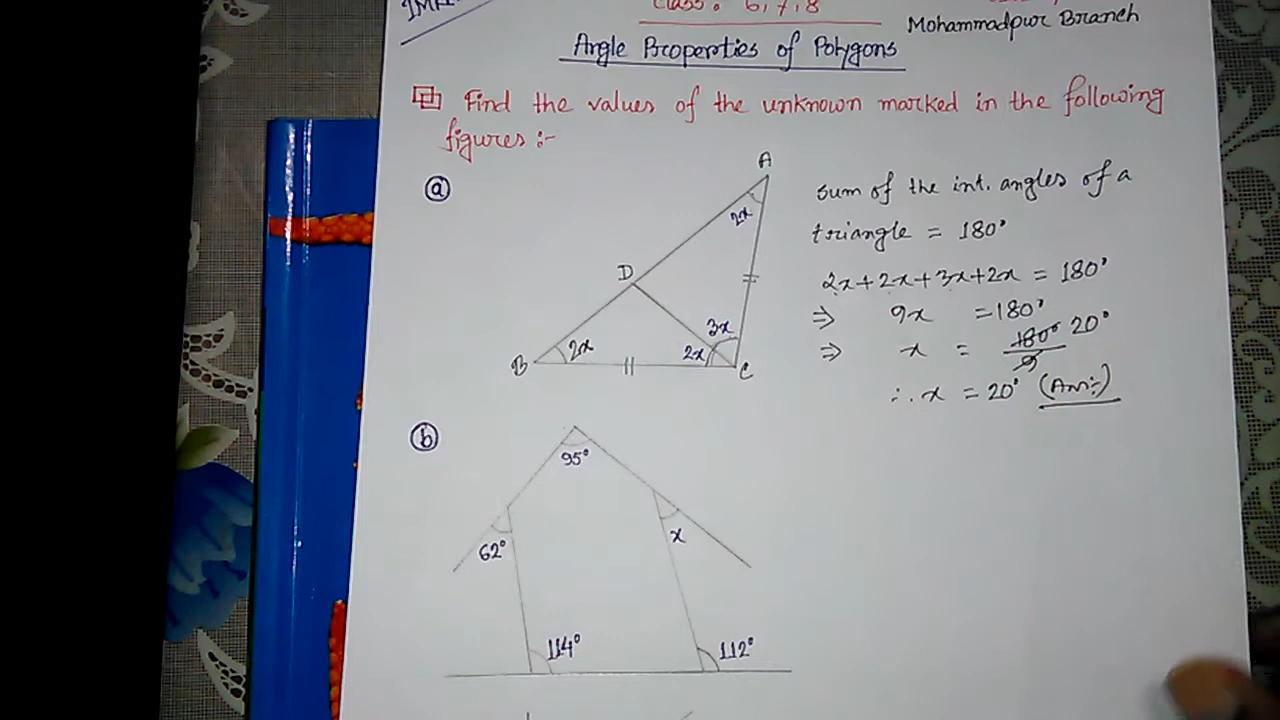 Class: 6,7,8
Mohammadpur Branch
Angle Properties of Polygons
Find the values of the unknown marked in the following
figures :-
a
A
2x
D
B
2x
3x
2x
C
sum of the int. angles of a
triangle = 180°
2x+2x+3x+2x = 180°
⇒ 9x = 180°
⇒ x = 180° 20°
9
∴ x = 20° (Ans:-)
b
95°
62°
x
114°
112°